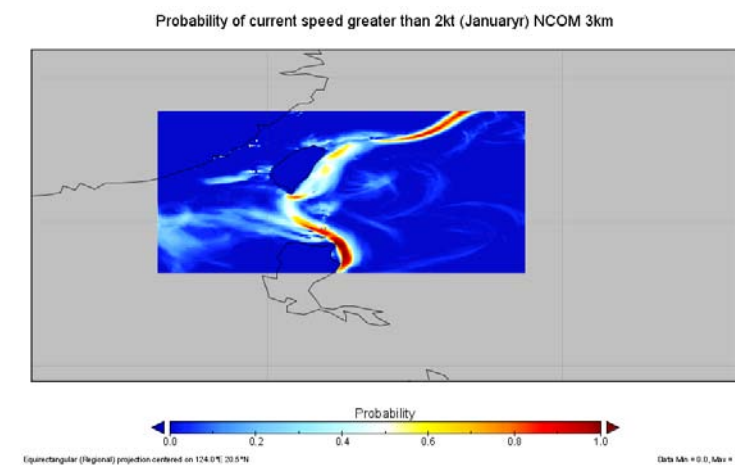 Probability of current speed greater than 2kt (Januaryr) NCOM 3km
Probability
0.0 0.2 0.4 0.6 0.8 1.0
Equirectangular (Regional) projection centered on 124.0°E 20.5°N
Data Min = 0.0, Max =